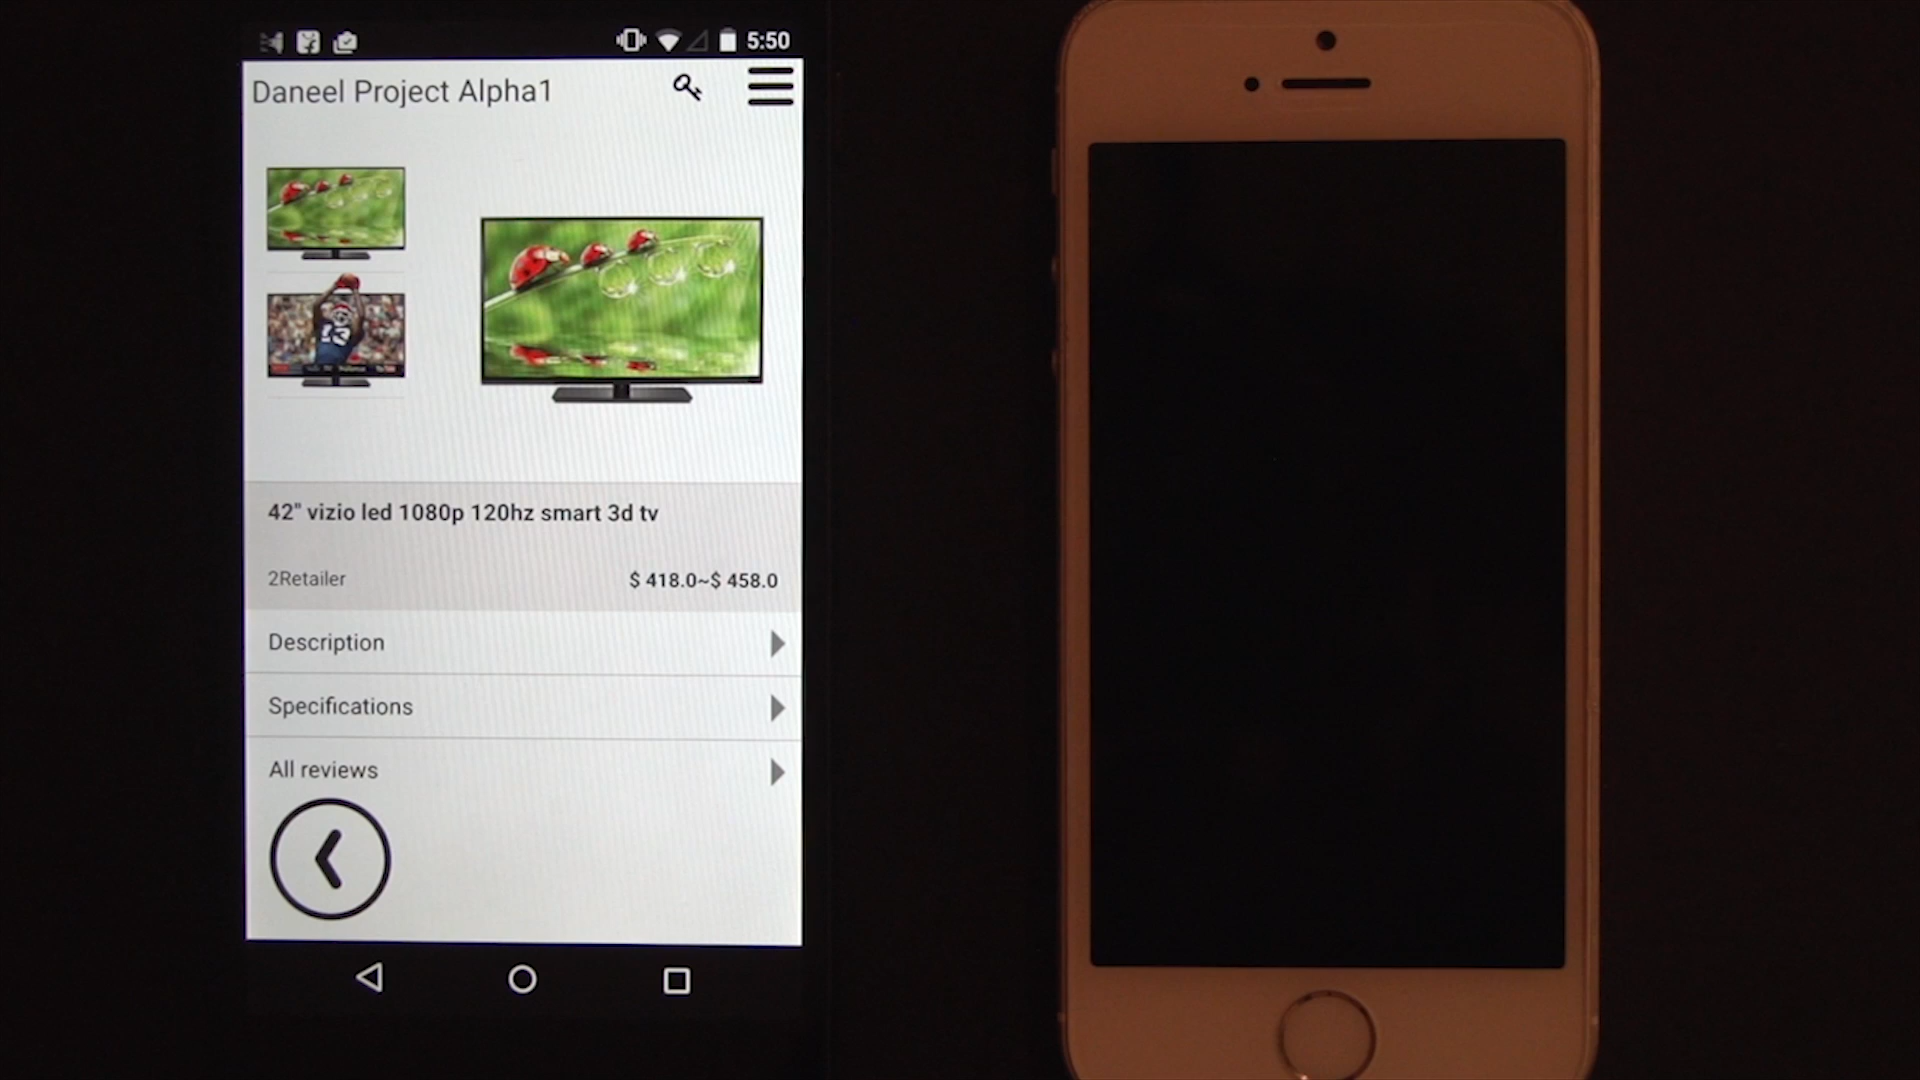 5:50
Daneel Project Alpha1
12
42" vizio led 1080p 120hz smart 3d tv
2Retailer $ 418.0~$ 458.0
Description
Specifications
All reviews